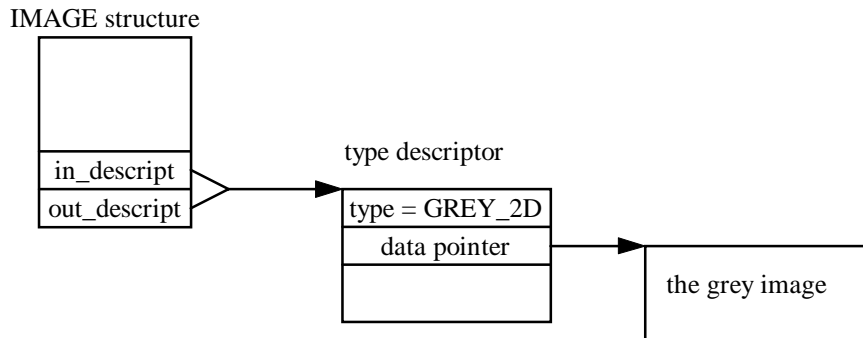 IMAGE structure
in_descript
out_descript
type descriptor
type = GREY_2D
data pointer
the grey image